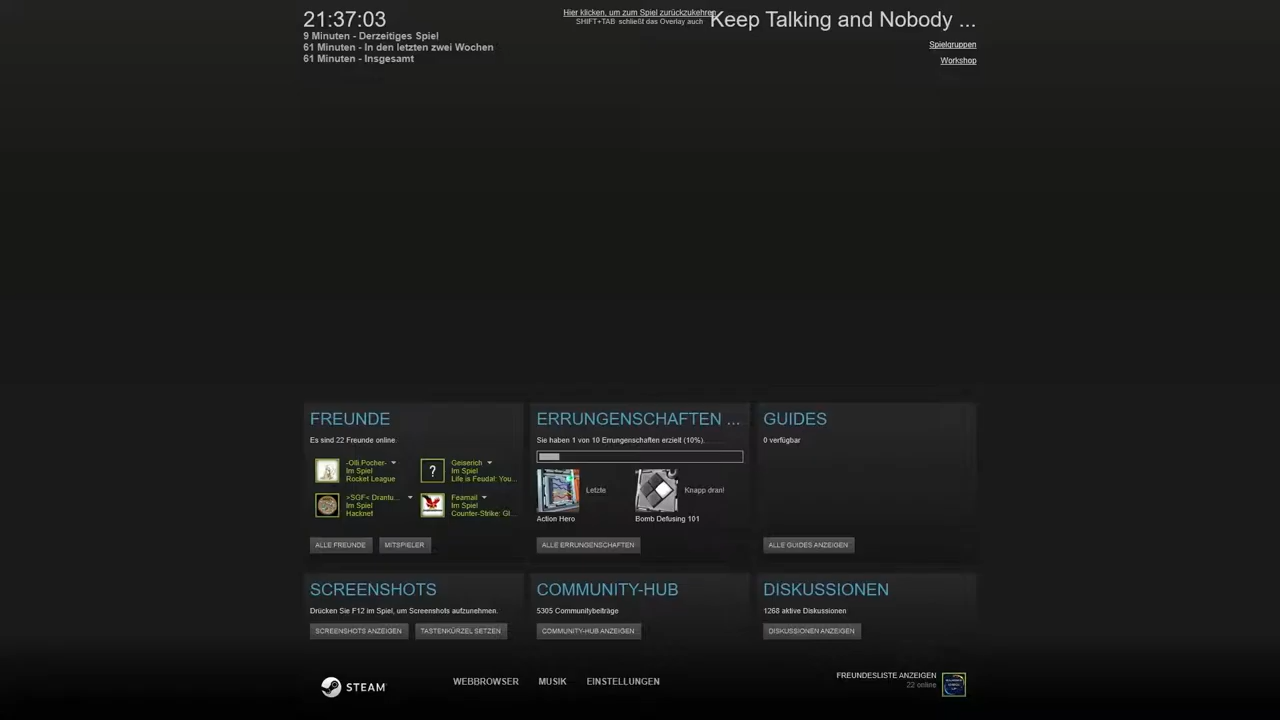 21:37:03
9 Minuten - Derzeitiges Spiel
61 Minuten - In den letzten zwei Wochen
61 Minuten - Insgesamt
Hier klicken, um zum Spiel zurückzukehren
SHIFT+TAB schließt das Overlay auch
Keep Talking and Nobody ...
Spielgruppen
Workshop
FREUNDE
Es sind 22 Freunde online
-Olli.Pocher-
Im Spiel
Rocket League
Geiserich
Im Spiel
Life is Feudal: You...
>SGF< Drantu...
Im Spiel
Hacknet
Feamail
Im Spiel
Counter-Strike: Gl...
ALLE FREUNDE
MITSPIELER
ERRUNGENSCHAFTEN ...
Sie haben 1 von 10 Errungenschaften erzielt (10%).
Letzte
Action Hero
Knapp dran!
Bomb Defusing 101
ALLE ERRUNGENSCHAFTEN
GUIDES
0 verfügbar
ALLE GUIDES ANZEIGEN
SCREENSHOTS
Drücken Sie F12 im Spiel, um Screenshots aufzunehmen.
SCREENSHOTS ANZEIGEN
TASTENKÜRZEL SETZEN
COMMUNITY-HUB
5305 Communitybeiträge
COMMUNITY-HUB ANZEIGEN
DISKUSSIONEN
1268 aktive Diskussionen
DISKUSSIONEN ANZEIGEN
STEAM
WEBBROWSER
MUSIK
EINSTELLUNGEN
FREUNDESLISTE ANZEIGEN
22 online